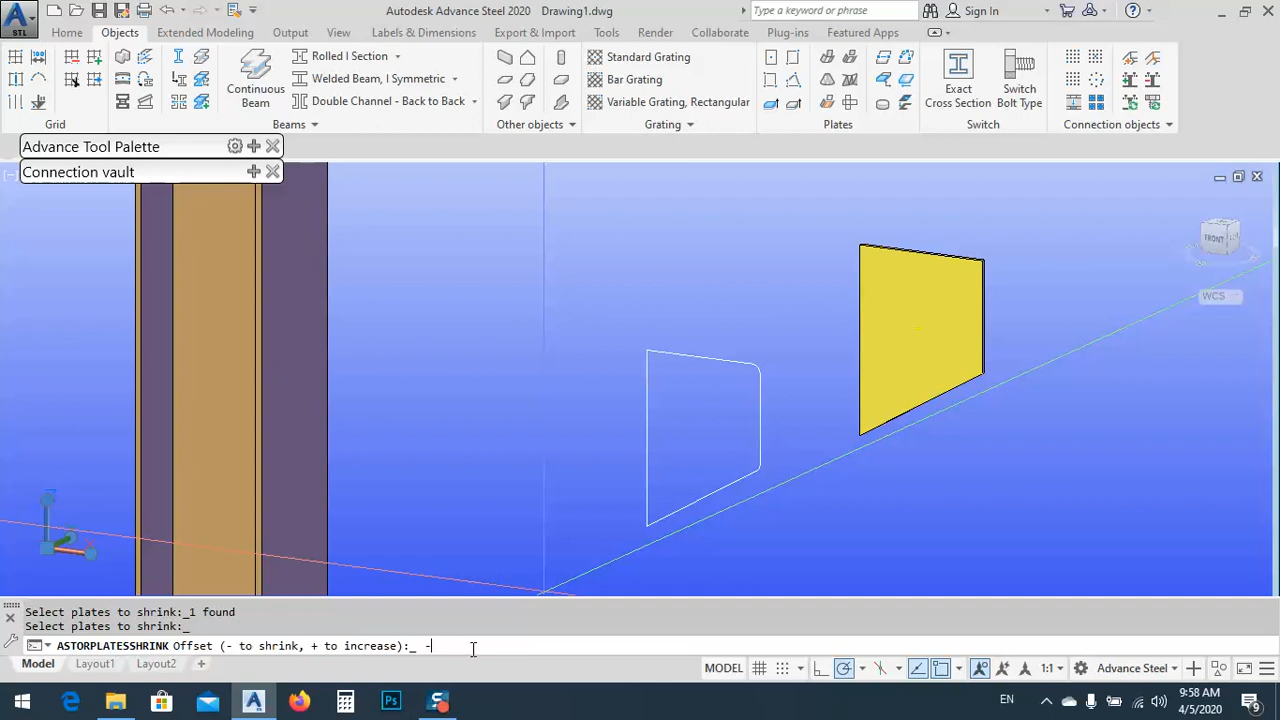 STL
Autodesk Advance Steel 2020 Drawing1.dwg
Type a keyword or phrase
Sign In
Home Objects Extended Modeling Output View Labels & Dimensions Export & Import Tools Render Collaborate Plug-ins Featured Apps
Rolled I Section
Welded Beam, I Symmetric
Double Channel - Back to Back
Continuous
Beam
Standard Grating
Bar Grating
Variable Grating, Rectangular
Exact
Cross Section
Switch
Bolt Type
Grid Beams Other objects Grating Plates Switch Connection objects
Advance Tool Palette
Connection vault
[–]
FRONT
WCS
Select plates to shrink:_1 found
Select plates to shrink:_
ASTORPLATESSHRINK Offset (- to shrink, + to increase):_ -
Model Layout1 Layout2 +
MODEL
1:1
Advance Steel
EN
9:58 AM
4/5/2020
9